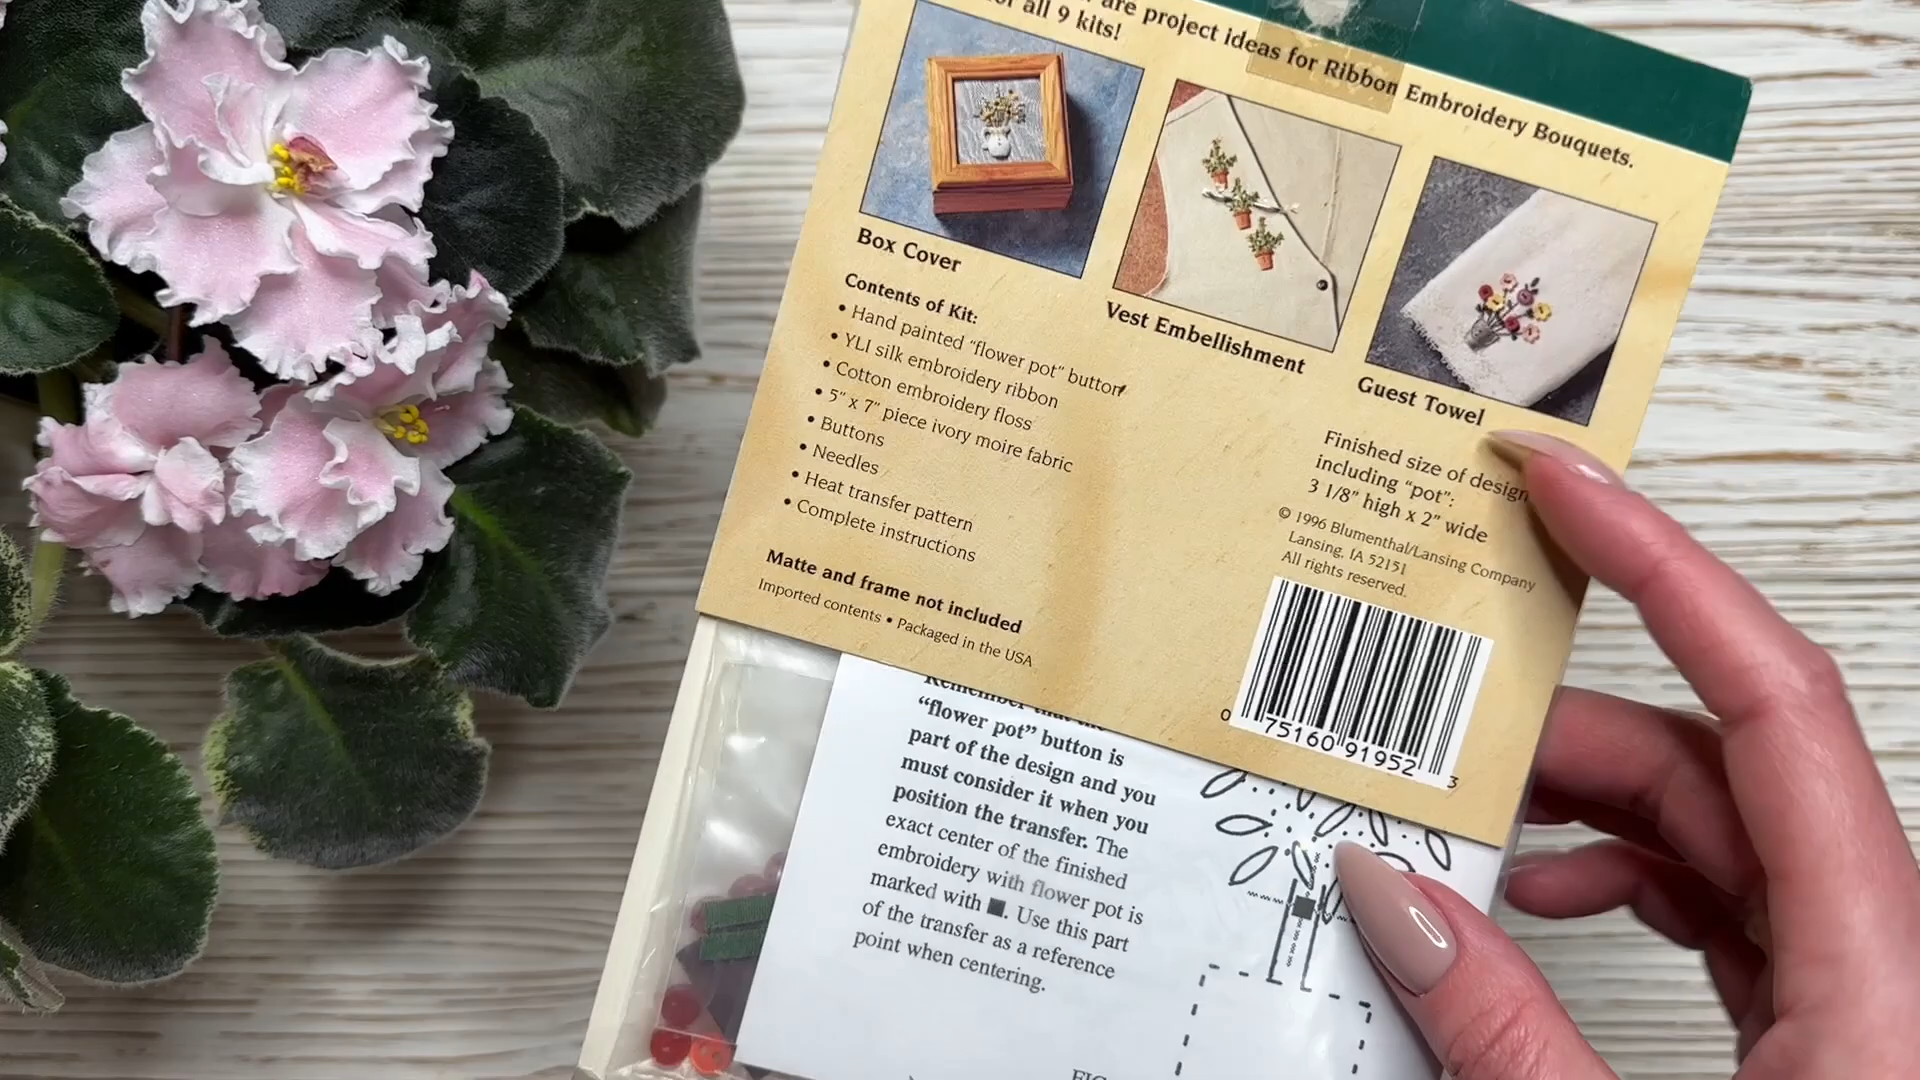 are project ideas for Ribbon Embroidery Bouquets.
for all 9 kits!
Box Cover
Vest Embellishment
Guest Towel
Contents of Kit:
• Hand painted “flower pot” button
• YLI silk embroidery ribbon
• Cotton embroidery floss
• 5” x 7” piece ivory moire fabric
• Buttons
• Needles
• Heat transfer pattern
• Complete instructions
Matte and frame not included
Imported contents • Packaged in the USA
Finished size of design
including “pot”:
3 1/8” high x 2” wide
© 1996 Blumenthal/Lansing Company
Lansing, IA 52151
All rights reserved.
0 75160 91952 3
Remember that the
“flower pot” button is
part of the design and you
must consider it when you
position the transfer. The
exact center of the finished
embroidery with flower pot is
marked with ■. Use this part
of the transfer as a reference
point when centering.